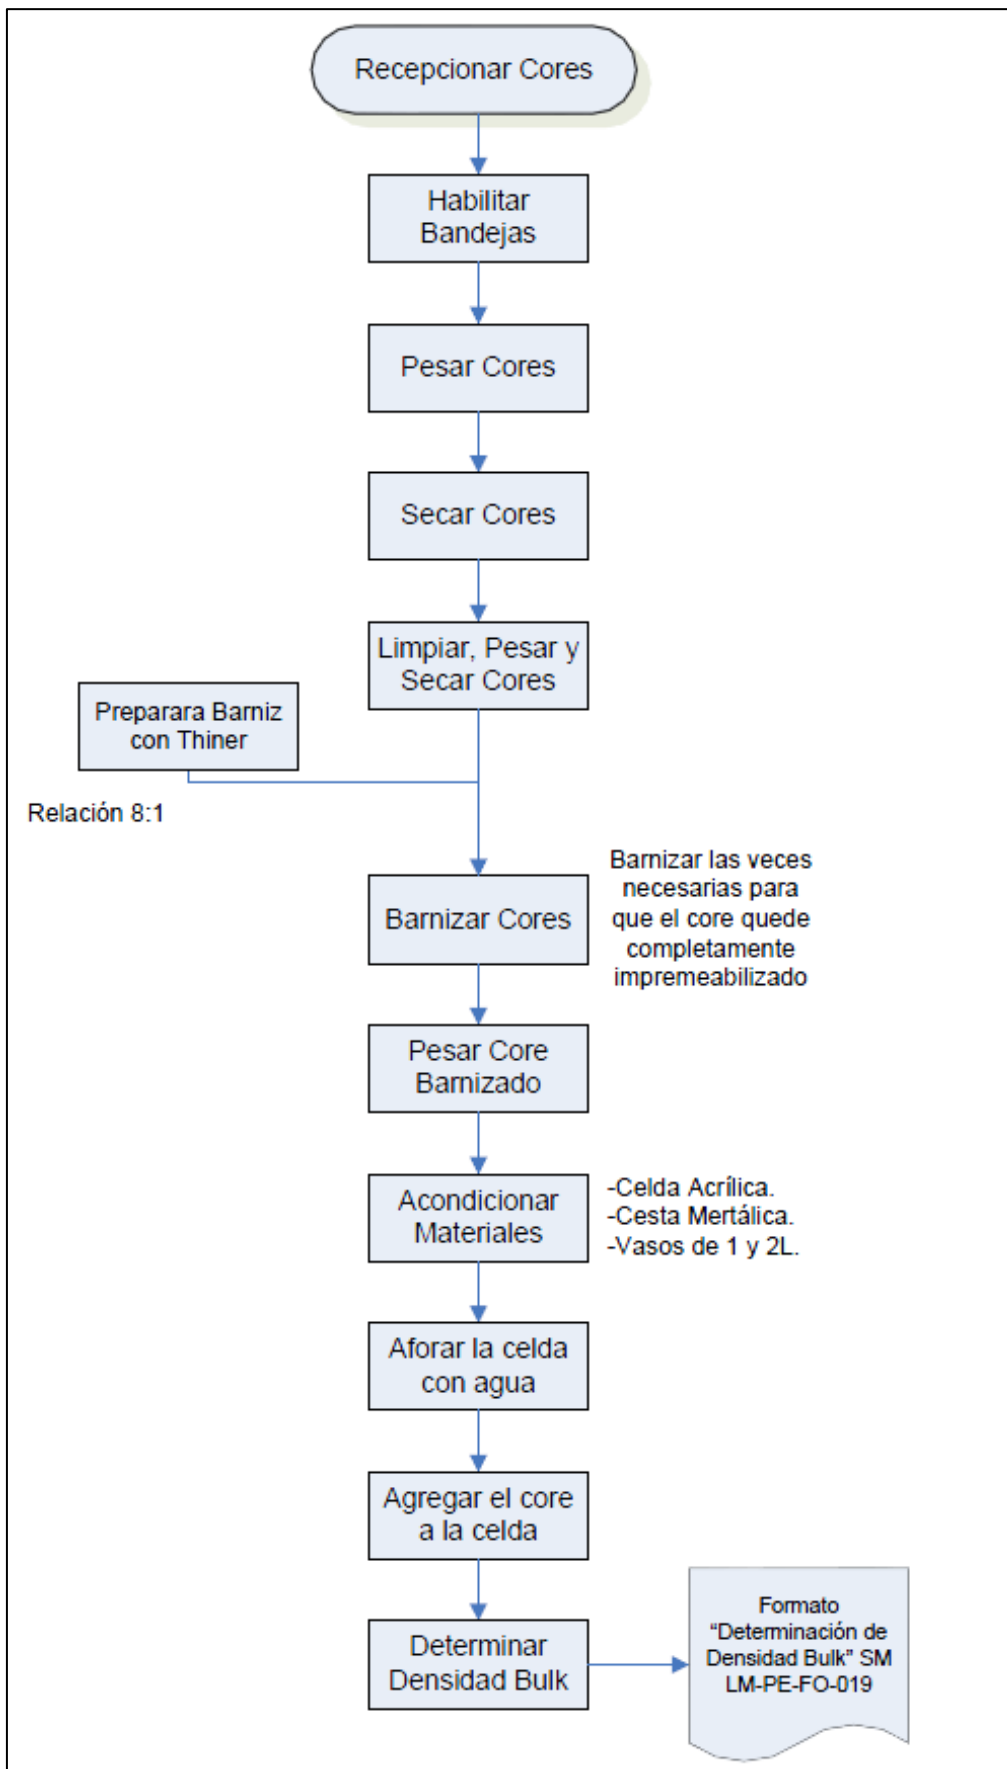 Recepcionar Cores
Habilitar
Bandejas
Pesar Cores
Secar Cores
Limpiar, Pesar y
Secar Cores
Preparara Barniz
con Thiner
Relación 8:1
Barnizar Cores
Barnizar las veces
necesarias para
que el core quede
completamente
impremeabilizado
Pesar Core
Barnizado
Acondicionar
Materiales
-Celda Acrílica.
-Cesta Mertálica.
-Vasos de 1 y 2L.
Aforar la celda
con agua
Agregar el core
a la celda
Determinar
Densidad Bulk
Formato
“Determinación de
Densidad Bulk” SM
LM-PE-FO-019